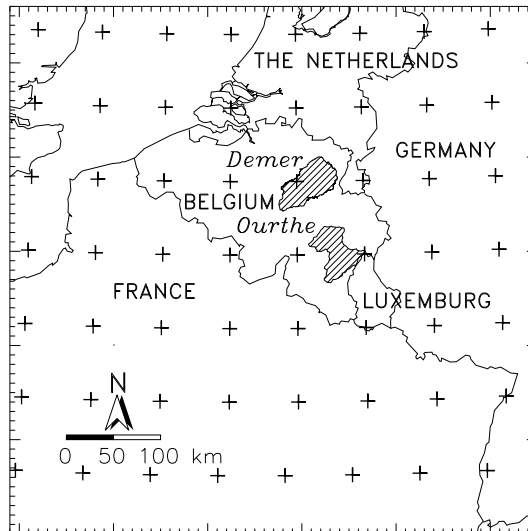 THE NETHERLANDS
GERMANY
Demer
BELGIUM
Ourthe
FRANCE
LUXEMBURG
N
0 50 100 km